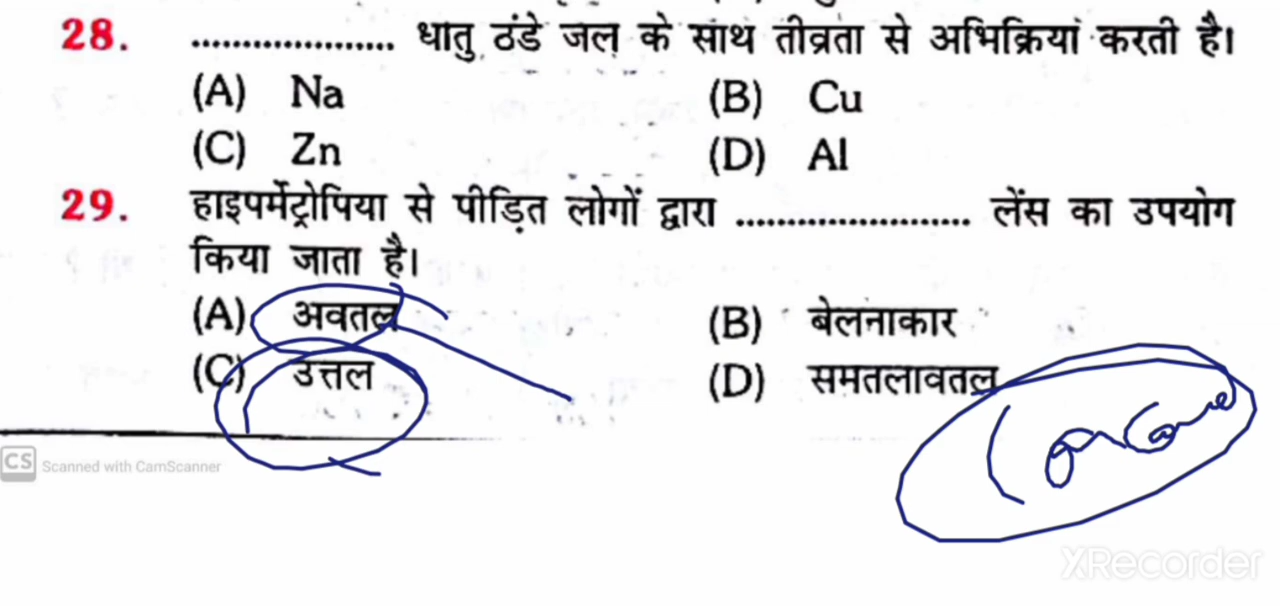 28. .................... धातु ठंडे जल के साथ तीव्रता से अभिक्रिया करती है।
(A) Na (B) Cu
(C) Zn (D) Al
29. हाइपर्मेट्रोपिया से पीड़ित लोगों द्वारा ....................... लेंस का उपयोग
किया जाता है।
(A) अवतल (B) बेलनाकार
(C) उत्तल (D) समतलावतल
Concave
CS Scanned with CamScanner
XRecorder